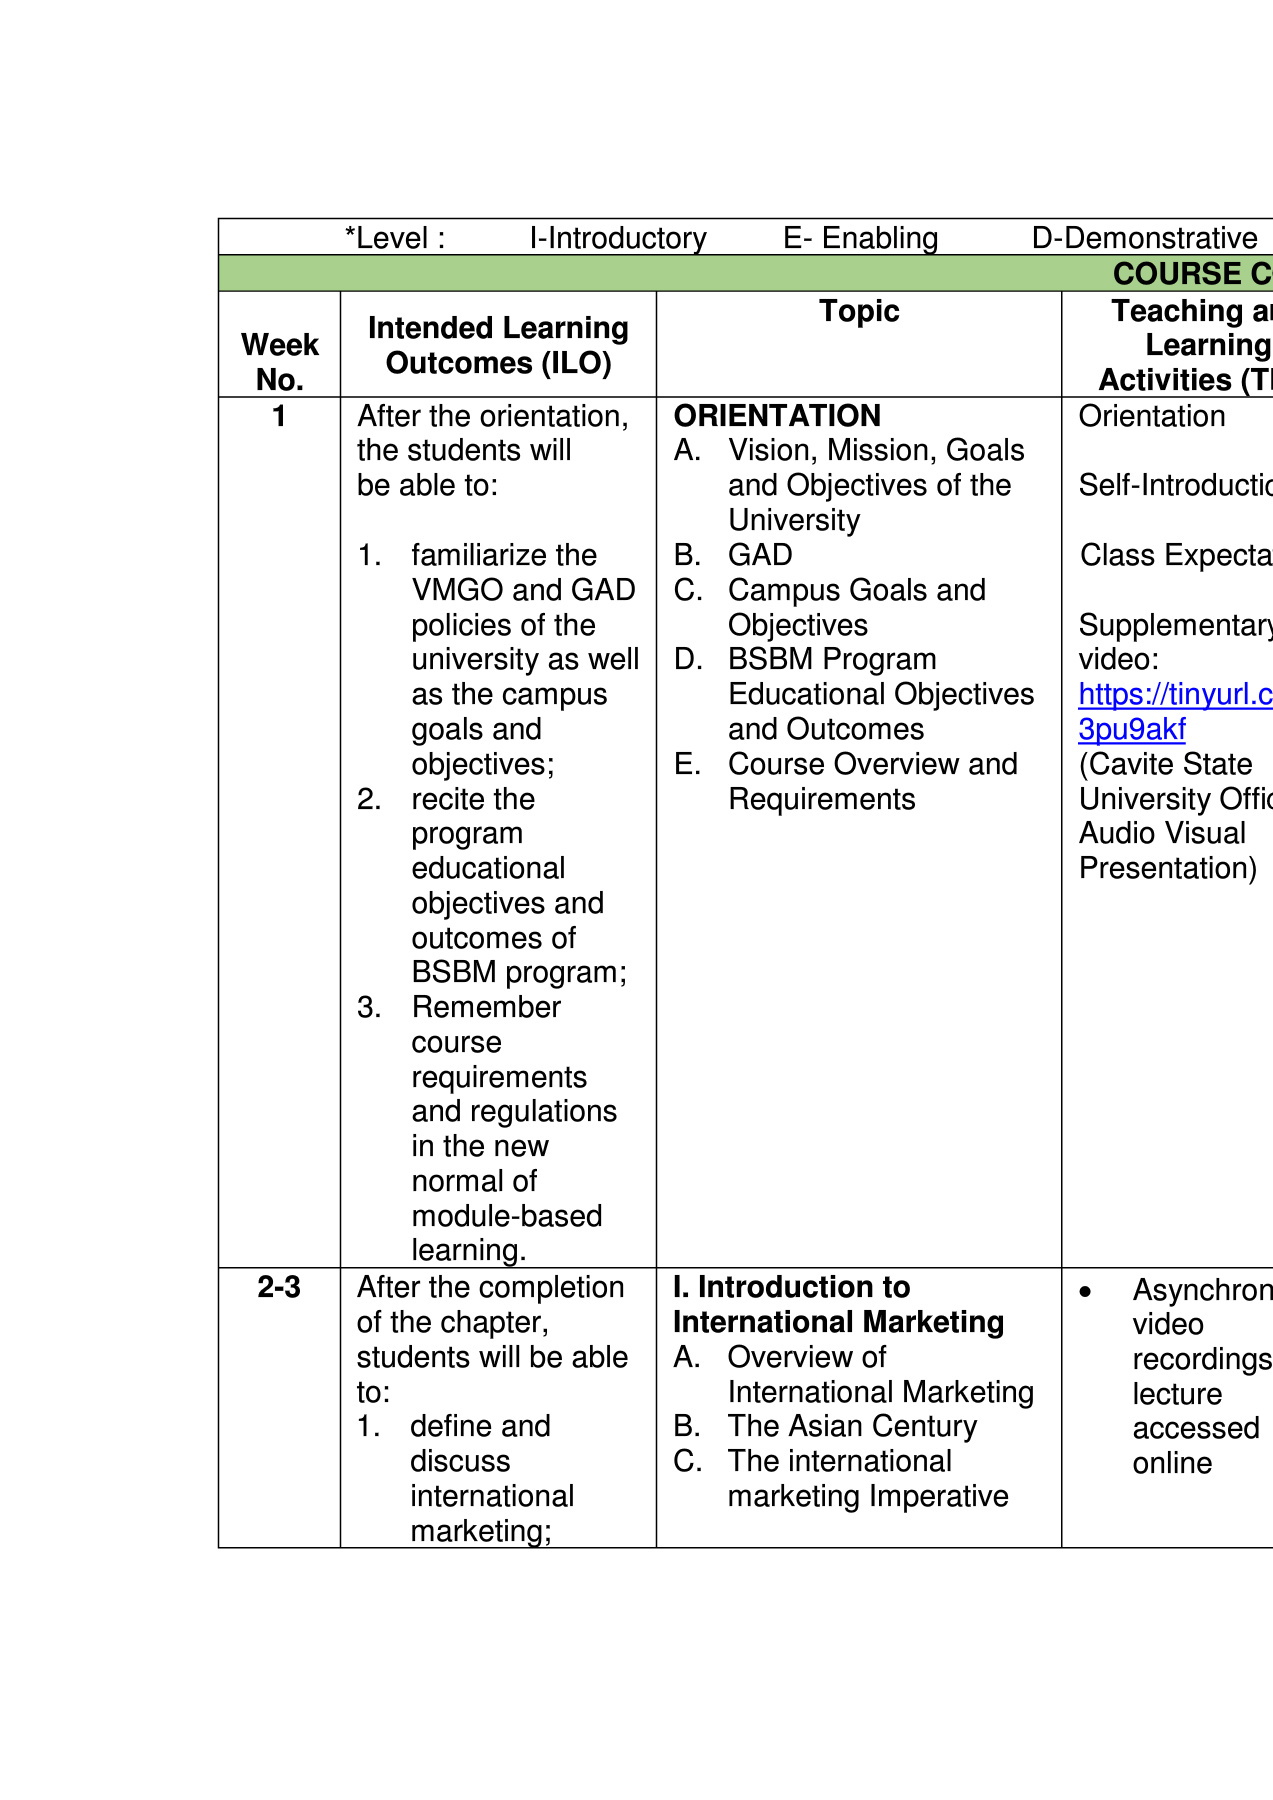 *Level : I-Introductory E- Enabling D-Demonstrative
COURSE C
Week
No.
Intended Learning
Outcomes (ILO)
Topic
Teaching a
Learning
Activities (T
1
After the orientation,
the students will
be able to:
1. familiarize the
VMGO and GAD
policies of the
university as well
as the campus
goals and
objectives;
2. recite the
program
educational
objectives and
outcomes of
BSBM program;
3. Remember
course
requirements
and regulations
in the new
normal of
module-based
learning.
ORIENTATION
A. Vision, Mission, Goals
and Objectives of the
University
B. GAD
C. Campus Goals and
Objectives
D. BSBM Program
Educational Objectives
and Outcomes
E. Course Overview and
Requirements
Orientation
Self-Introductio
Class Expecta
Supplementary
video:
https://tinyurl.c
3pu9akf
(Cavite State
University Offic
Audio Visual
Presentation)
2-3
After the completion
of the chapter,
students will be able
to:
1. define and
discuss
international
marketing;
I. Introduction to
International Marketing
A. Overview of
International Marketing
B. The Asian Century
C. The international
marketing Imperative
• Asynchron
video
recordings
lecture
accessed
online